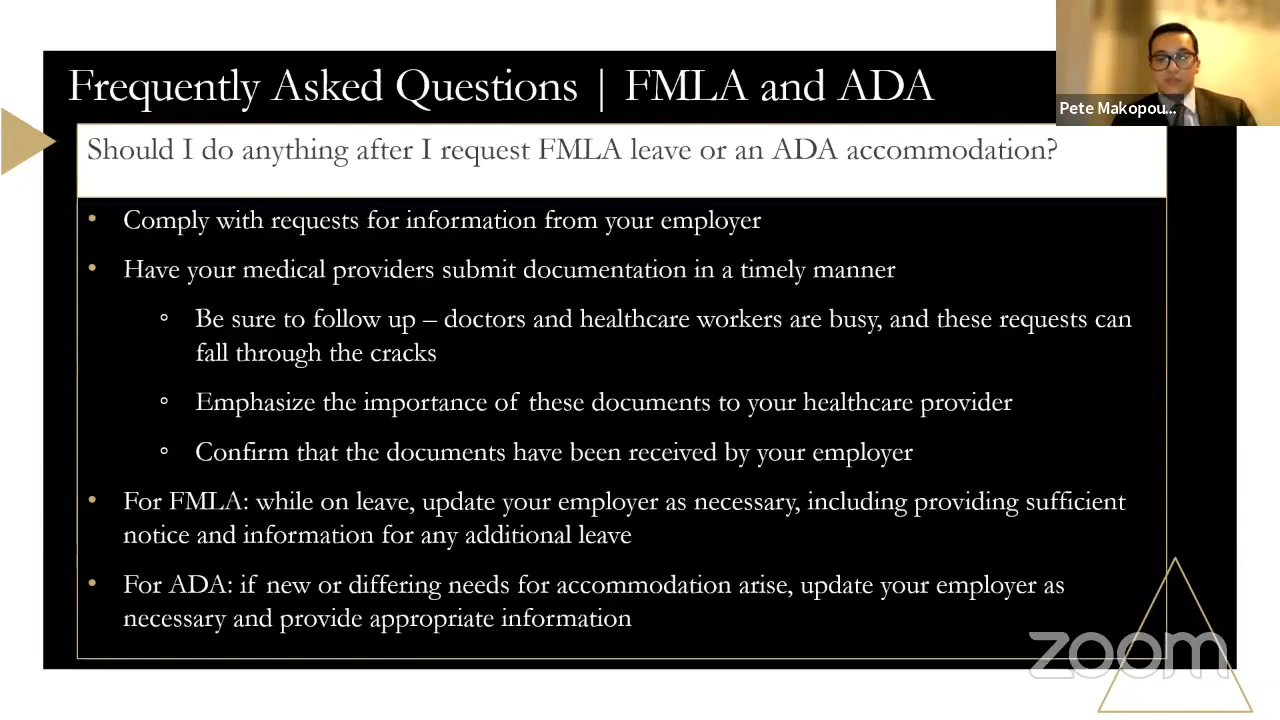 Frequently Asked Questions | FMLA and ADA
Pete Makopou...
Should I do anything after I request FMLA leave or an ADA accommodation?
• Comply with requests for information from your employer
• Have your medical providers submit documentation in a timely manner
∘ Be sure to follow up – doctors and healthcare workers are busy, and these requests can
fall through the cracks
∘ Emphasize the importance of these documents to your healthcare provider
∘ Confirm that the documents have been received by your employer
• For FMLA: while on leave, update your employer as necessary, including providing sufficient
notice and information for any additional leave
• For ADA: if new or differing needs for accommodation arise, update your employer as
necessary and provide appropriate information
zoom